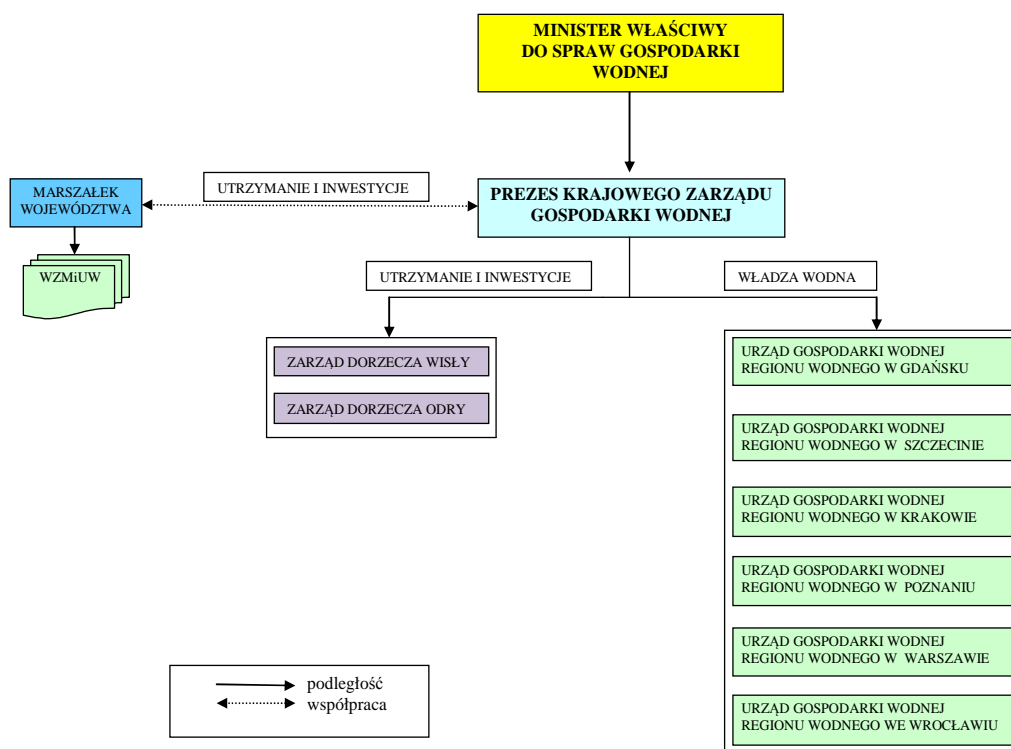 MINISTER WŁAŚCIWY
DO SPRAW GOSPODARKI
WODNEJ
UTRZYMANIE I INWESTYCJE
MARSZAŁEK
WOJEWÓDZTWA
PREZES KRAJOWEGO ZARZĄDU
GOSPODARKI WODNEJ
WZMiUW
UTRZYMANIE I INWESTYCJE
WŁADZA WODNA
ZARZĄD DORZECZA WISŁY
ZARZĄD DORZECZA ODRY
URZĄD GOSPODARKI WODNEJ
REGIONU WODNEGO W GDAŃSKU
URZĄD GOSPODARKI WODNEJ
REGIONU WODNEGO W SZCZECINIE
URZĄD GOSPODARKI WODNEJ
REGIONU WODNEGO W KRAKOWIE
URZĄD GOSPODARKI WODNEJ
REGIONU WODNEGO W POZNANIU
URZĄD GOSPODARKI WODNEJ
REGIONU WODNEGO W WARSZAWIE
URZĄD GOSPODARKI WODNEJ
REGIONU WODNEGO WE WROCŁAWIU
podległość
współpraca